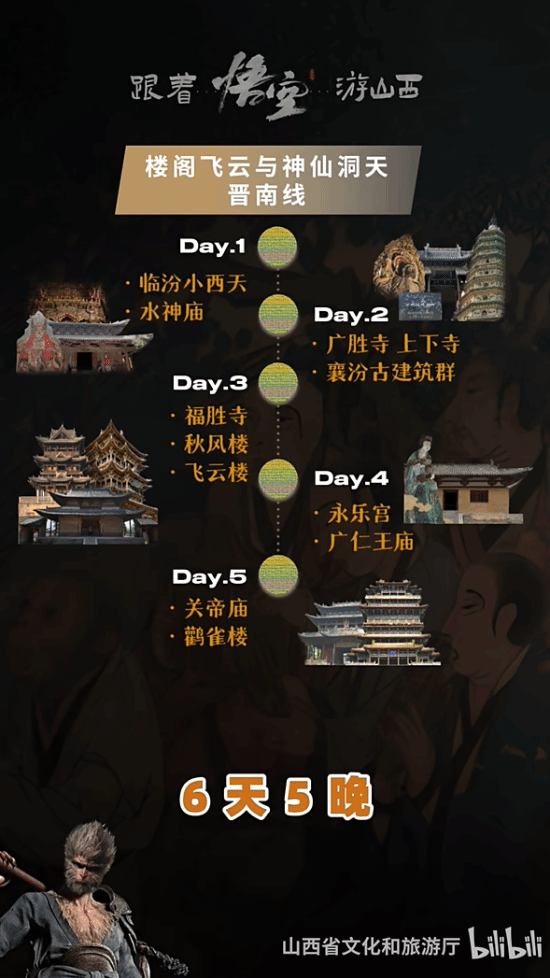 跟着悟空游山西
楼阁飞云与神仙洞天
晋南线
Day.1
· 临汾小西天
· 水神庙
Day.2
· 广胜寺 上下寺
· 襄汾古建筑群
Day.3
· 福胜寺
· 秋风楼
· 飞云楼
Day.4
· 永乐宫
· 广仁王庙
Day.5
· 关帝庙
· 鹳雀楼
6天5晚
山西省文化和旅游厅 bilibili